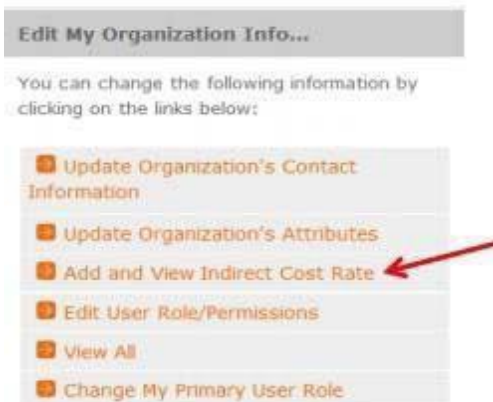 Edit My Organization Info...
You can change the following information by
clicking on the links below:
Update Organization's Contact
Information
Update Organization's Attributes
Add and View Indirect Cost Rate
Edit User Role/Permissions
View All
Change My Primary User Role